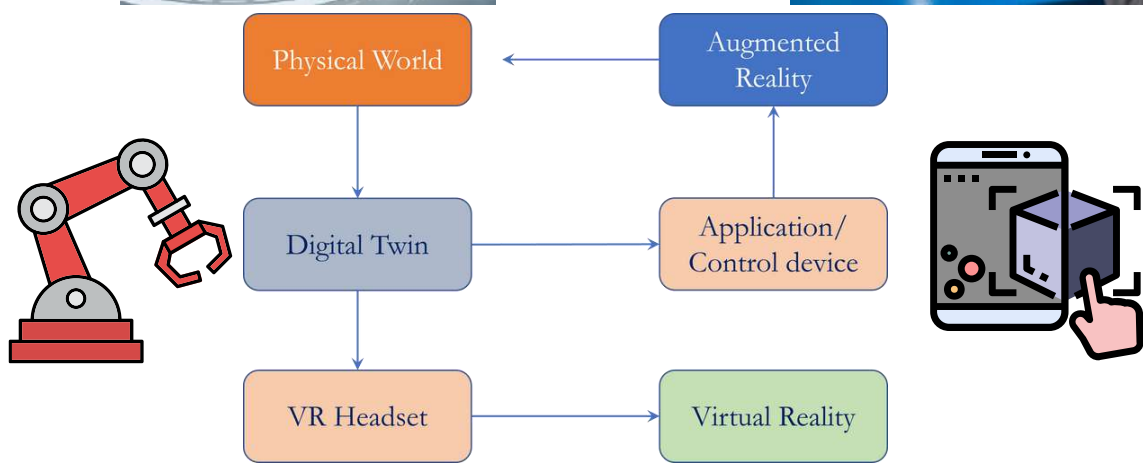 Physical World
Augmented
Reality
Digital Twin
Application/
Control device
VR Headset
Virtual Reality